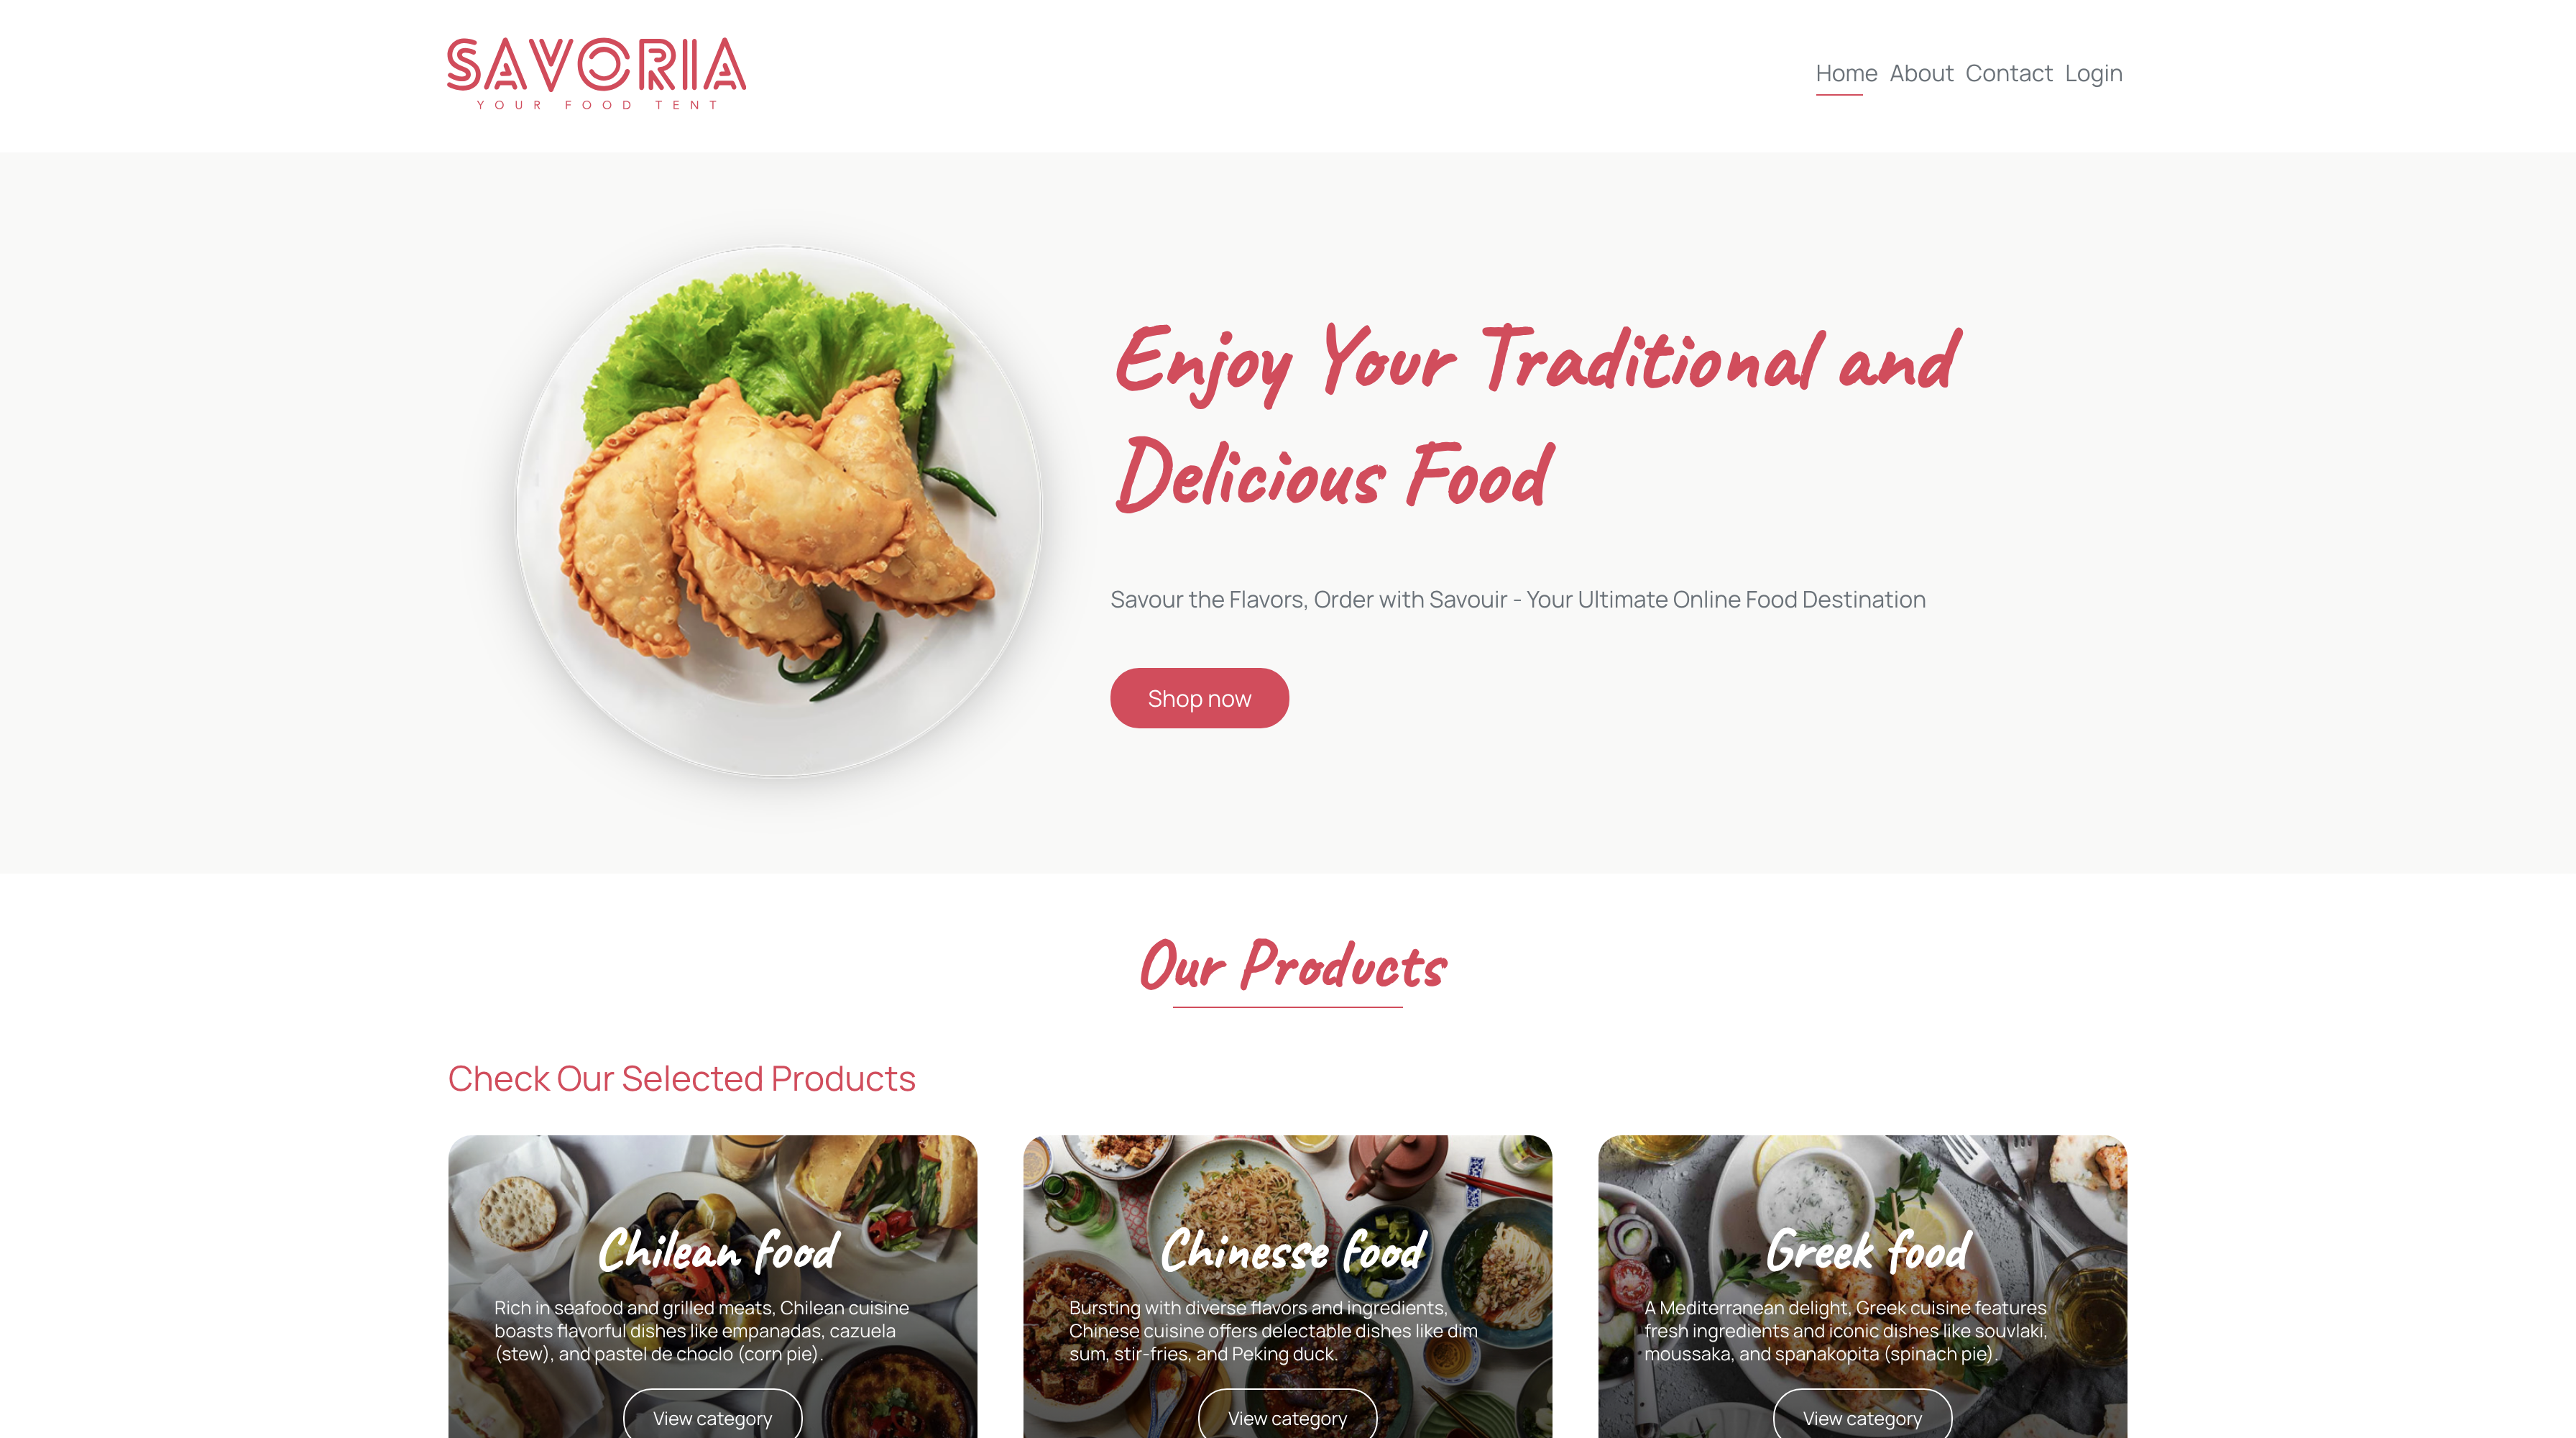 SAVORIA
YOUR FOOD TENT
Home About Contact Login
Enjoy Your Traditional and
Delicious Food
Savour the Flavors, Order with Savouir - Your Ultimate Online Food Destination
Shop now
Our Products
Check Our Selected Products
Chilean food
Rich in seafood and grilled meats, Chilean cuisine
boasts flavorful dishes like empanadas, cazuela
(stew), and pastel de choclo (corn pie).
View category
Chinesse food
Bursting with diverse flavors and ingredients,
Chinese cuisine offers delectable dishes like dim
sum, stir-fries, and Peking duck.
View category
Greek food
A Mediterranean delight, Greek cuisine features
fresh ingredients and iconic dishes like souvlaki,
moussaka, and spanakopita (spinach pie).
View category